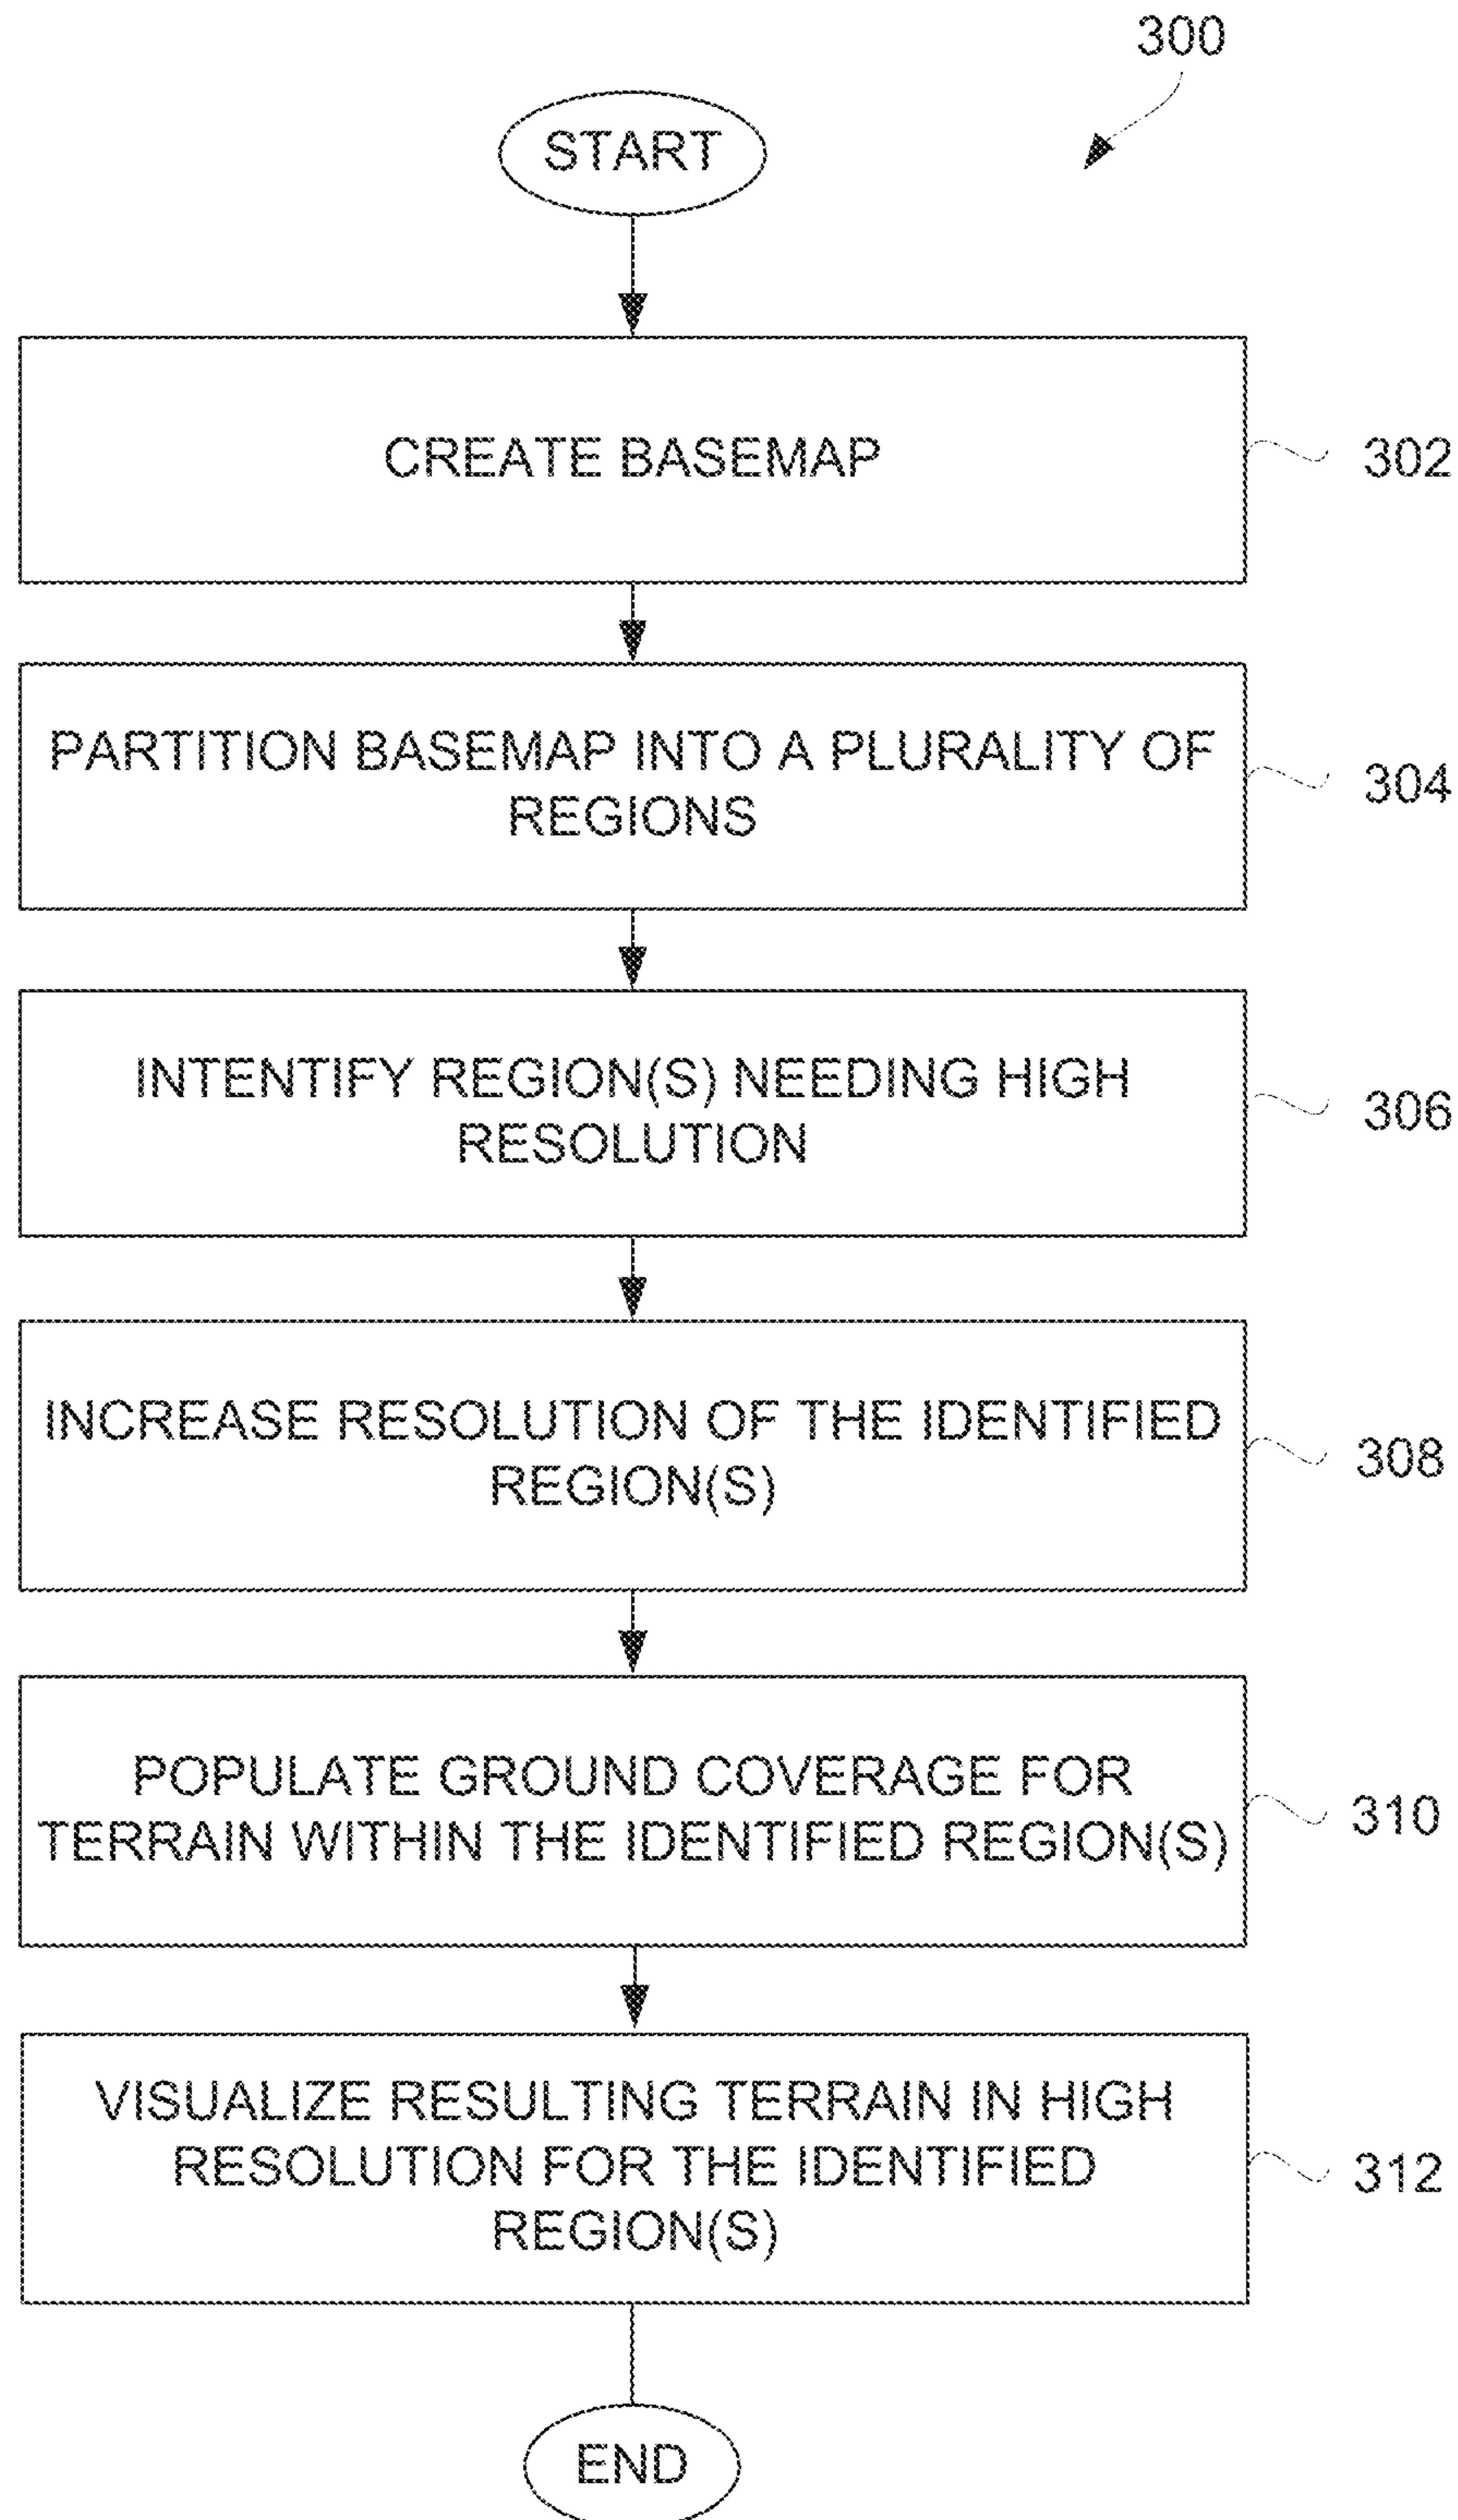 300
START
CREATE BASEMAP
302
PARTITION BASEMAP INTO A PLURALITY OF
REGIONS
304
INTENTIFY REGION(S) NEEDING HIGH
RESOLUTION
306
INCREASE RESOLUTION OF THE IDENTIFIED
REGION(S)
308
POPULATE GROUND COVERAGE FOR
TERRAIN WITHIN THE IDENTIFIED REGION(S)
310
VISUALIZE RESULTING TERRAIN IN HIGH
RESOLUTION FOR THE IDENTIFIED
REGION(S)
312
END